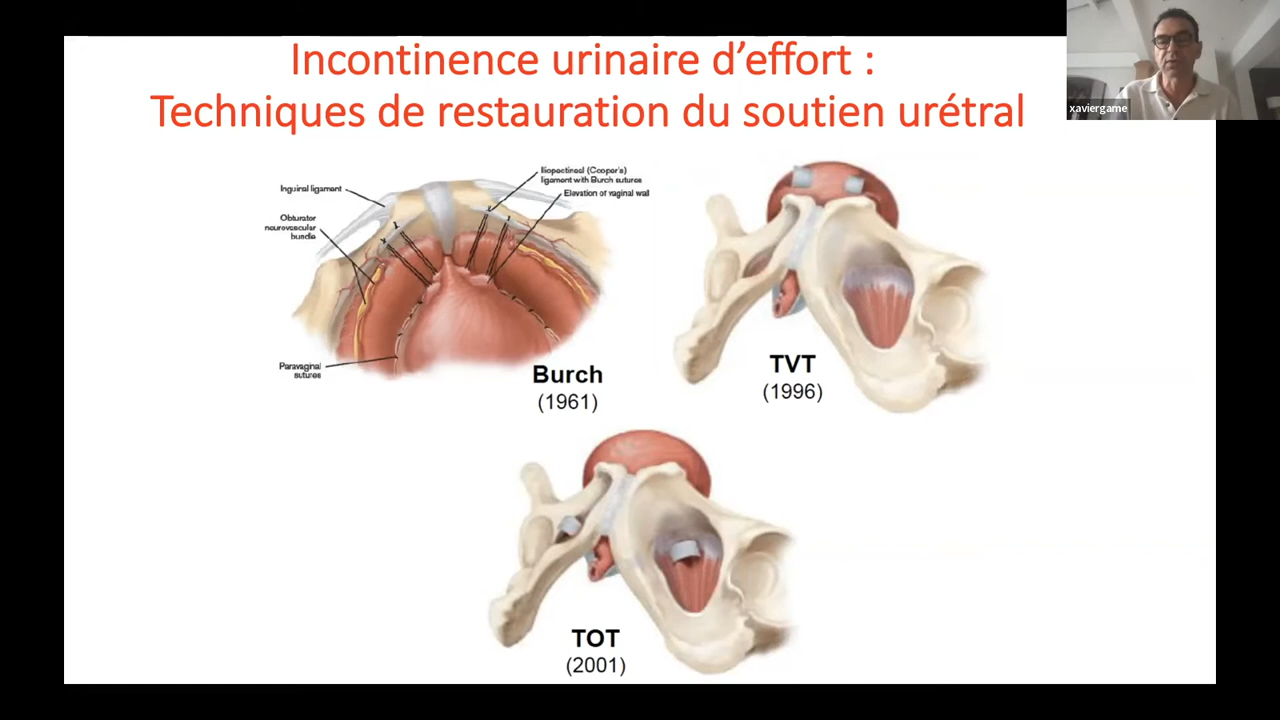 Incontinence urinaire d’effort :
Techniques de restauration du soutien urétral
xaviergame
Iliopectineal (Cooper's)
ligament with Burch sutures
Elevation of vaginal wall
Inguinal ligament
Obturator
neurovascular
bundle
Paravaginal
sutures
Burch
(1961)
TVT
(1996)
TOT
(2001)